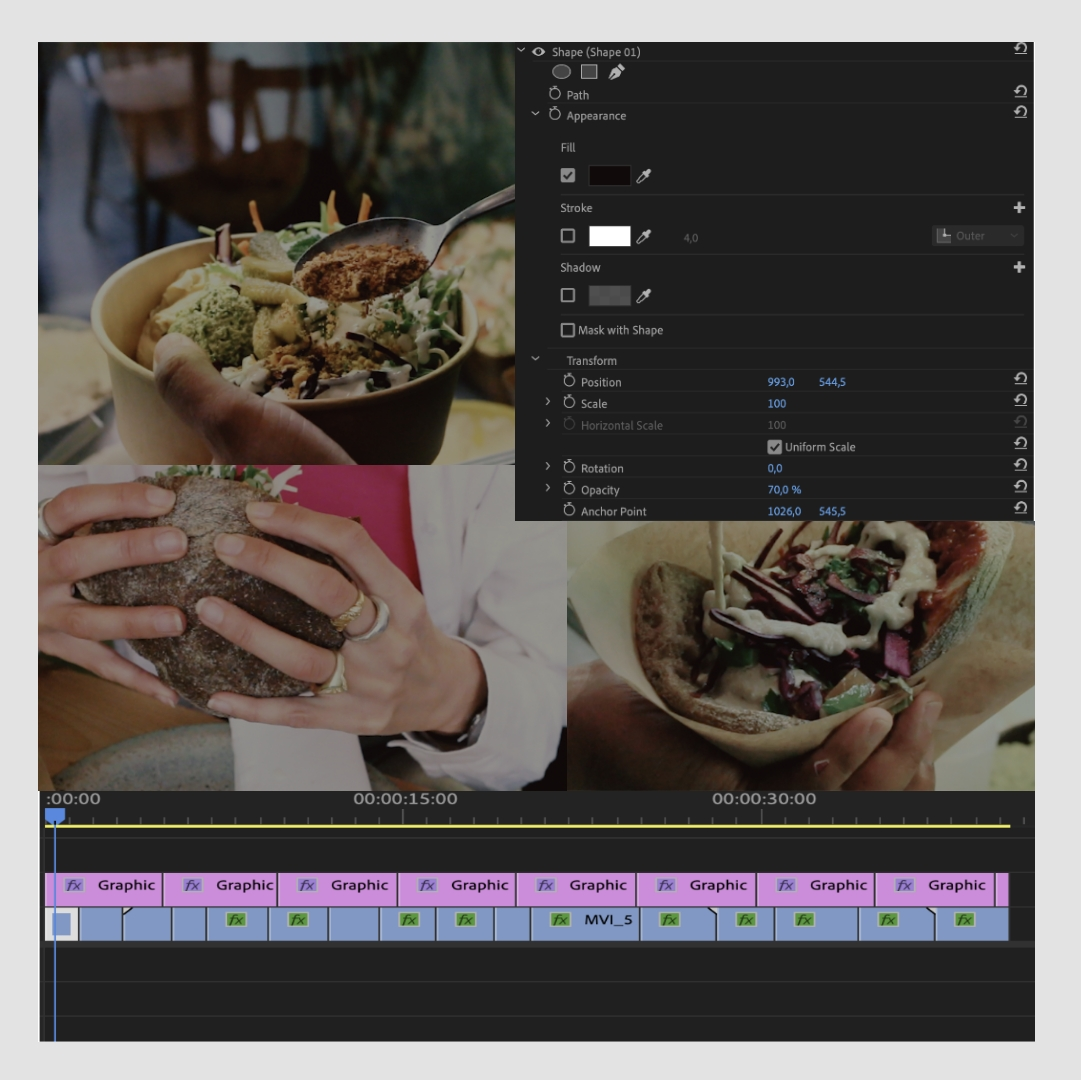 Shape (Shape 01)
Path
Appearance
Fill
Stroke
4,0
Outer
Shadow
Mask with Shape
Transform
Position 993,0 544,5
Scale 100
Horizontal Scale 100
Uniform Scale
Rotation 0,0
Opacity 70,0 %
Anchor Point 1026,0 545,5
:00:00 00:00:15:00 00:00:30:00
fx Graphic fx Graphic fx Graphic fx Graphic fx Graphic fx Graphic fx Graphic fx Graphic
fx fx fx fx fx MVI_5 fx fx fx fx fx